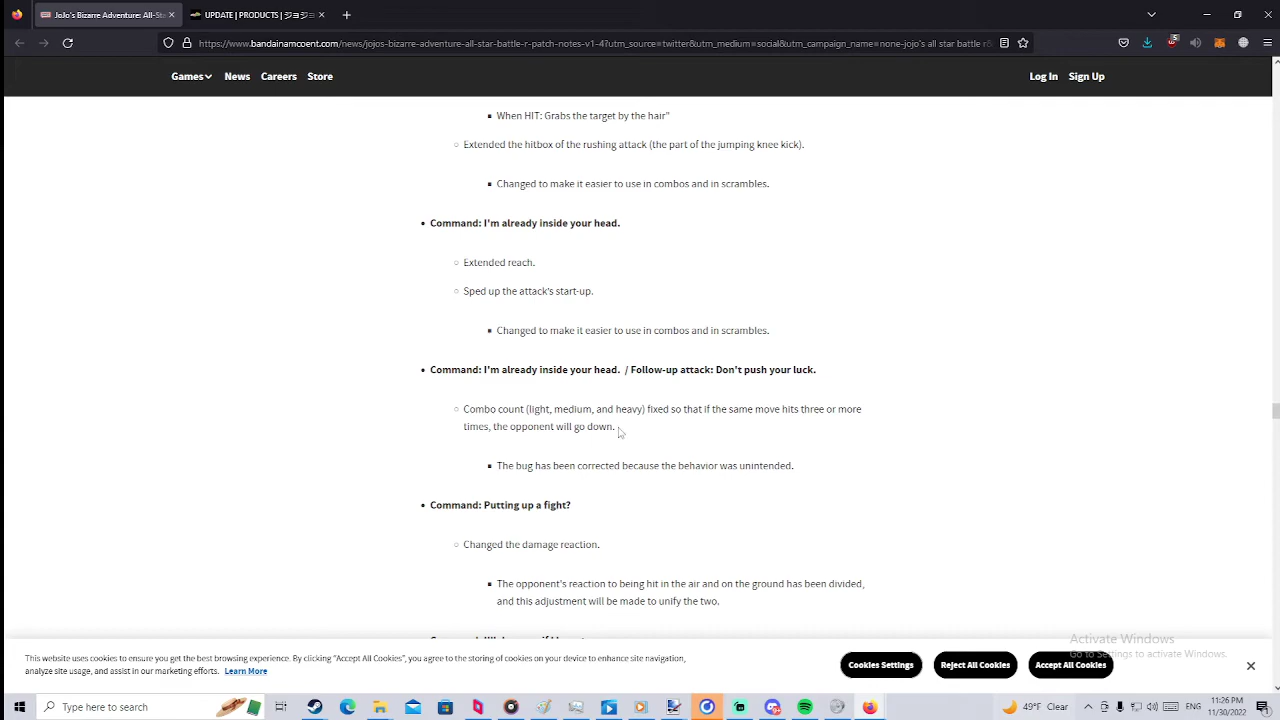 JoJo's Bizarre Adventure: All-Sta
UPDATE | PRODUCTS | ジョジ
https://www.bandainamcoent.com/news/jojos-bizarre-adventure-all-star-battle-r-patch-notes-v1-4?utm_source=twitter&utm_medium=social&utm_campaign_name=none-jojo's all star battle r
Games
News
Careers
Store
Log In
Sign Up
When HIT: Grabs the target by the hair"
Extended the hitbox of the rushing attack (the part of the jumping knee kick).
Changed to make it easier to use in combos and in scrambles.
Command: I'm already inside your head.
Extended reach.
Sped up the attack's start-up.
Changed to make it easier to use in combos and in scrambles.
Command: I'm already inside your head. / Follow-up attack: Don't push your luck.
Combo count (light, medium, and heavy) fixed so that if the same move hits three or more
times, the opponent will go down.
The bug has been corrected because the behavior was unintended.
Command: Putting up a fight?
Changed the damage reaction.
The opponent's reaction to being hit in the air and on the ground has been divided,
and this adjustment will be made to unify the two.
This website uses cookies to ensure you get the best browsing experience. By clicking "Accept All Cookies", you agree to the storing of cookies on your device to enhance site navigation,
analyze site usage, and assist in our marketing efforts. Learn More
Cookies Settings
Reject All Cookies
Accept All Cookies
Activate Windows
Go to Settings to activate Windows.
Type here to search
49°F Clear
ENG
11:26 PM
11/30/2022